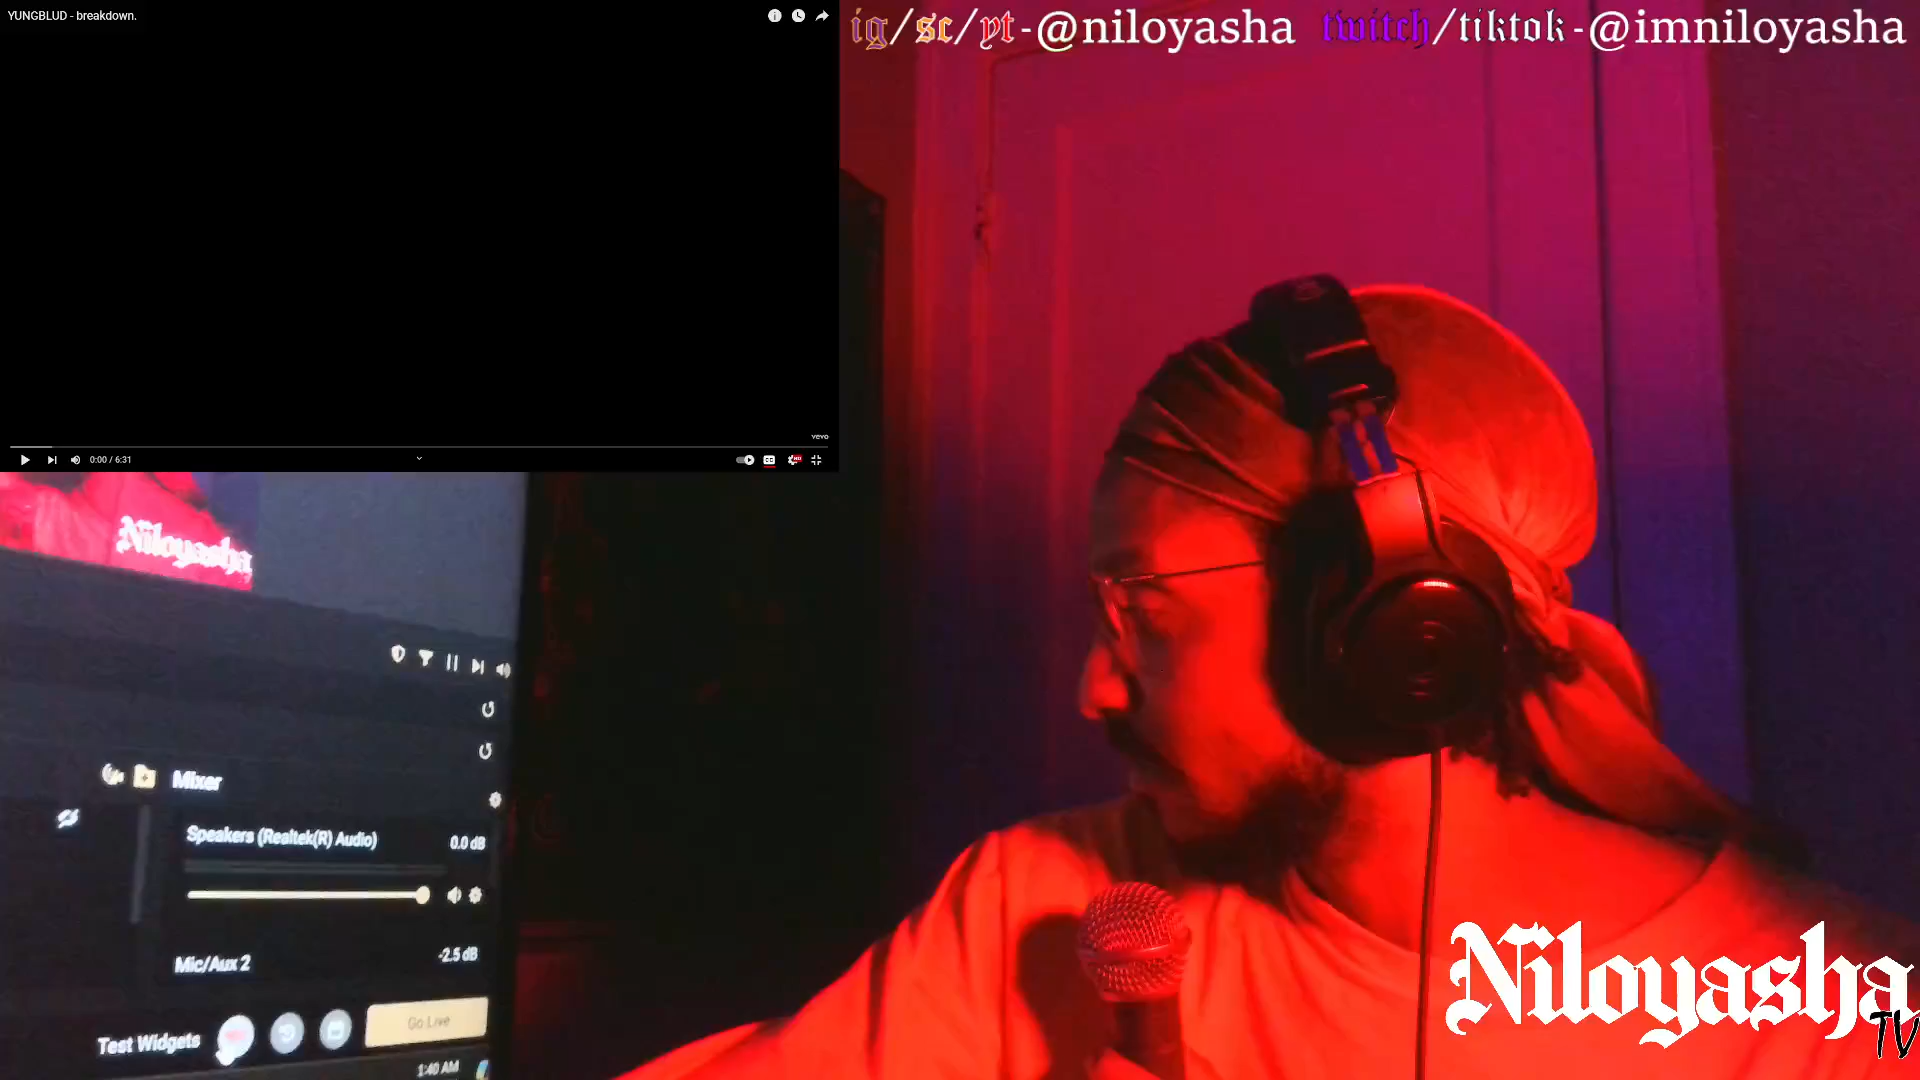 YUNGBLUD - breakdown.
ig/sc/yt-@niloyasha twitch/tiktok-@imniloyasha
vevo
0:00 / 6:31
Niloyasha
Mixer
Speakers (Realtek(R) Audio) 0.0 dB
Mic/Aux 2 -2.5 dB
Test Widgets
Go Live
1:40 AM
Niloyasha
TV